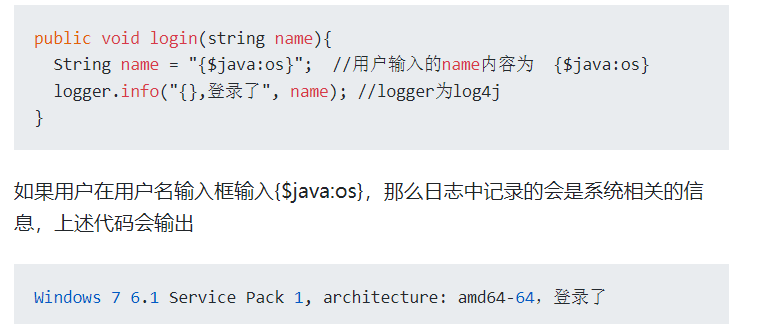 public void login(string name){
String name = "{$java:os}"; //用户输入的name内容为 {$java:os}
logger.info("{},登录了", name); //logger为log4j
}
如果用户在用户名输入框输入{$java:os}，那么日志中记录的会是系统相关的信
息，上述代码会输出
Windows 7 6.1 Service Pack 1, architecture: amd64-64，登录了